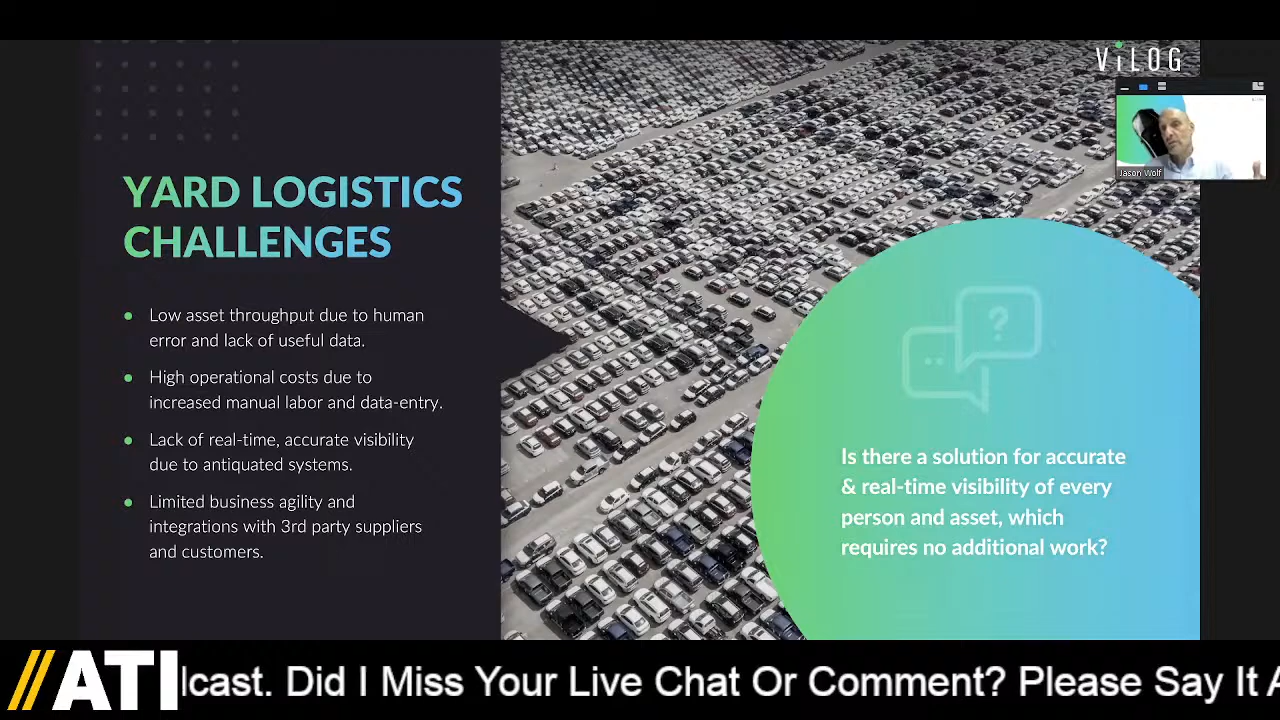 ViLOG
Jason Wolf
YARD LOGISTICS
CHALLENGES
Low asset throughput due to human
error and lack of useful data.
High operational costs due to
increased manual labor and data-entry.
Lack of real-time, accurate visibility
due to antiquated systems.
Limited business agility and
integrations with 3rd party suppliers
and customers.
?
Is there a solution for accurate
& real-time visibility of every
person and asset, which
requires no additional work?
//ATI
lcast. Did I Miss Your Live Chat Or Comment? Please Say It A